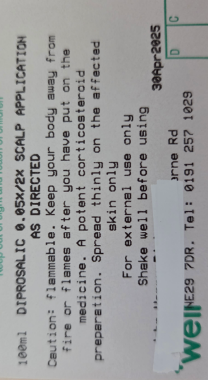 100ml DIPROSALIC 0.05%/2% SCALP APPLICATION
AS DIRECTED
Caution: flammable. Keep your body away from
fire or flames after you have put on the
medicine. A potent corticosteroid
preparation. Spread thinly on the affected
skin only
For external use only
Shake well before using
30Apr2025
rne Rd
NE29 7DR. Tel: 0191 257 1029
well
D C